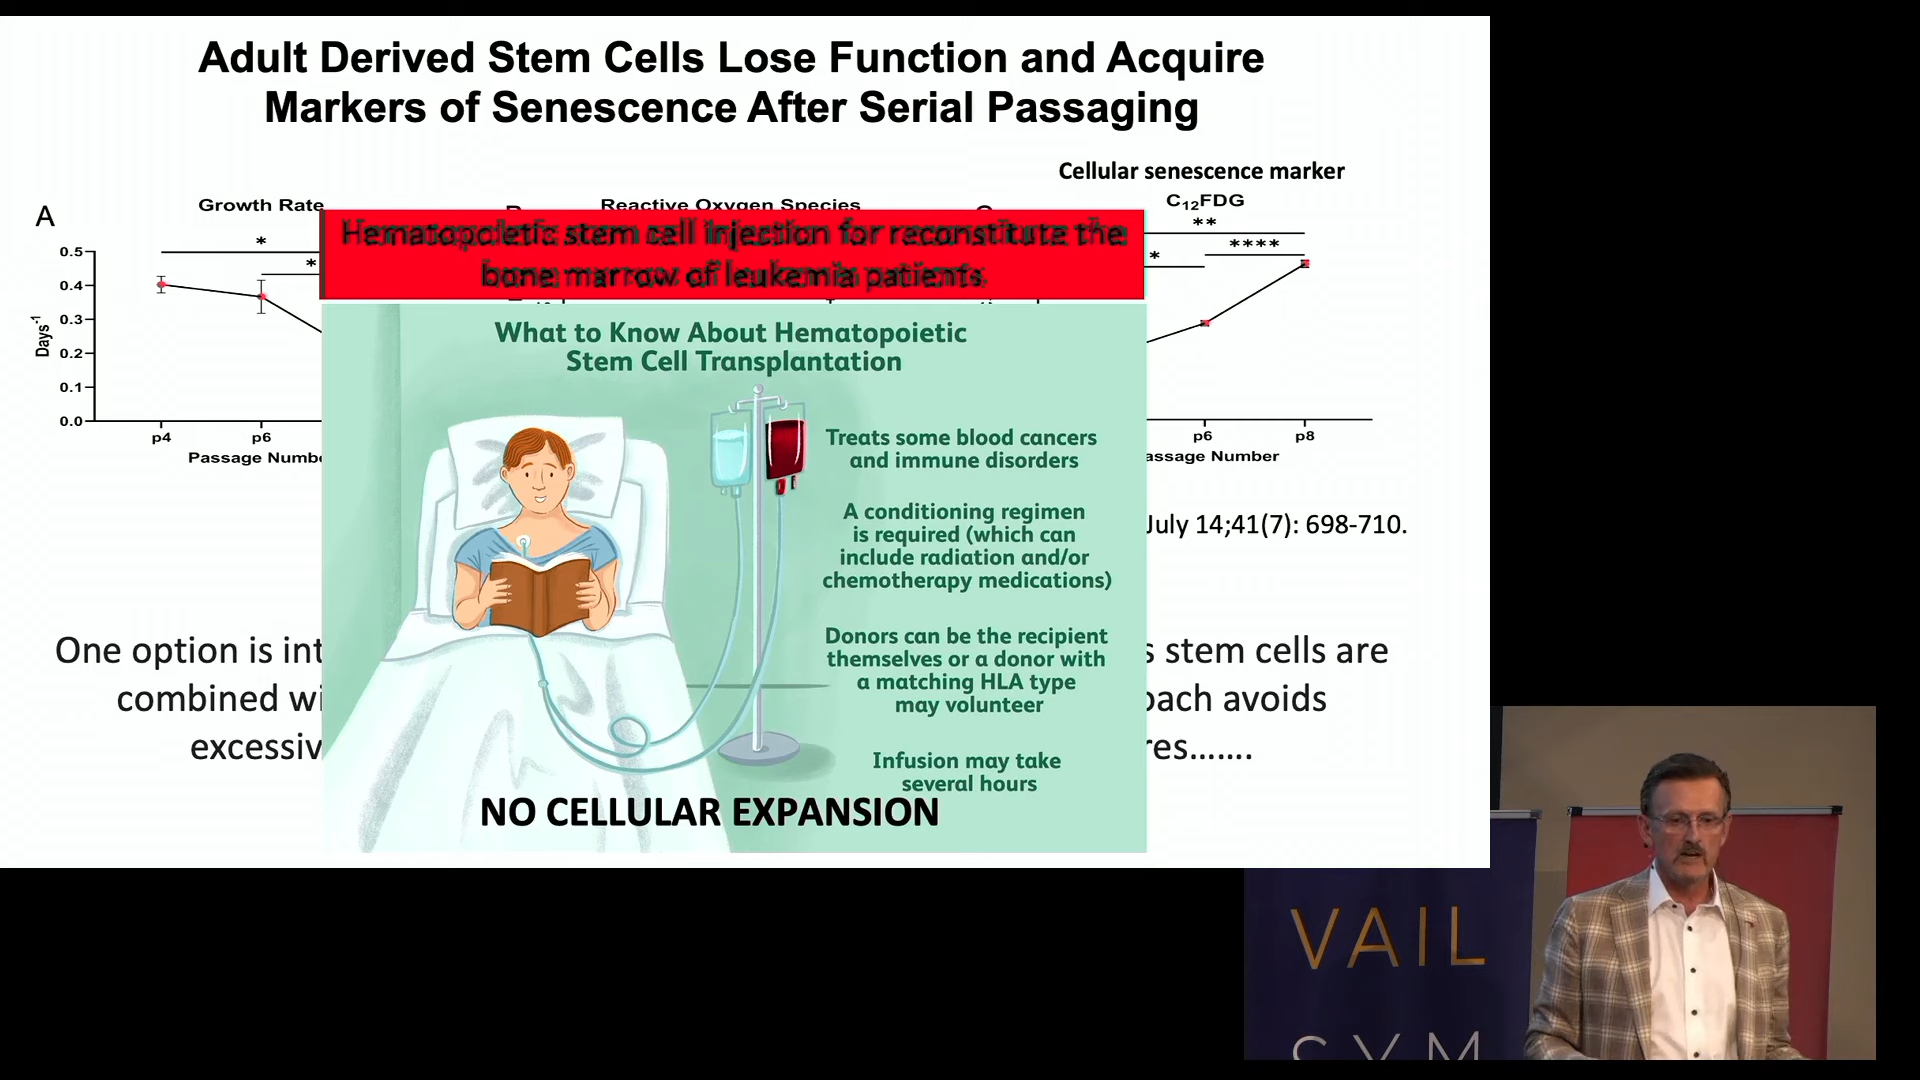 Adult Derived Stem Cells Lose Function and Acquire
Markers of Senescence After Serial Passaging
Cellular senescence marker
A
Growth Rate
Reactive Oxygen Species
C12FDG
**
*
****
*
*
0.5
0.4
0.3
0.2
0.1
0.0
Days-1
p4
p6
Passage Numbe
p6
p8
assage Number
Hematopoietic stem cell injection for reconstitute the
bone marrow of leukemia patients
What to Know About Hematopoietic
Stem Cell Transplantation
Treats some blood cancers
and immune disorders
A conditioning regimen
is required (which can
include radiation and/or
chemotherapy medications)
Donors can be the recipient
themselves or a donor with
a matching HLA type
may volunteer
Infusion may take
several hours
NO CELLULAR EXPANSION
July 14;41(7): 698-710.
One option is int
s stem cells are
combined wi
oach avoids
excessiv
res…….
VAIL
SYM